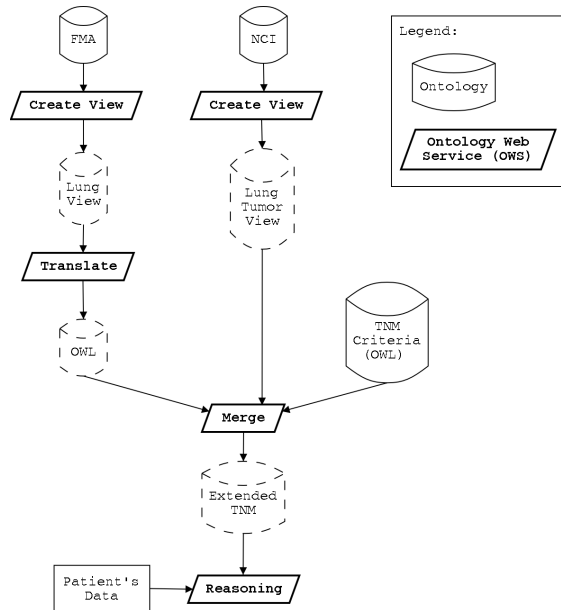 FMA
NCI
Legend:
Ontology
Ontology Web
Service (OWS)
Create View
Create View
Lung
View
Lung
Tumor
View
Translate
OWL
TNM
Criteria
(OWL)
Merge
Extended
TNM
Patient's
Data
Reasoning